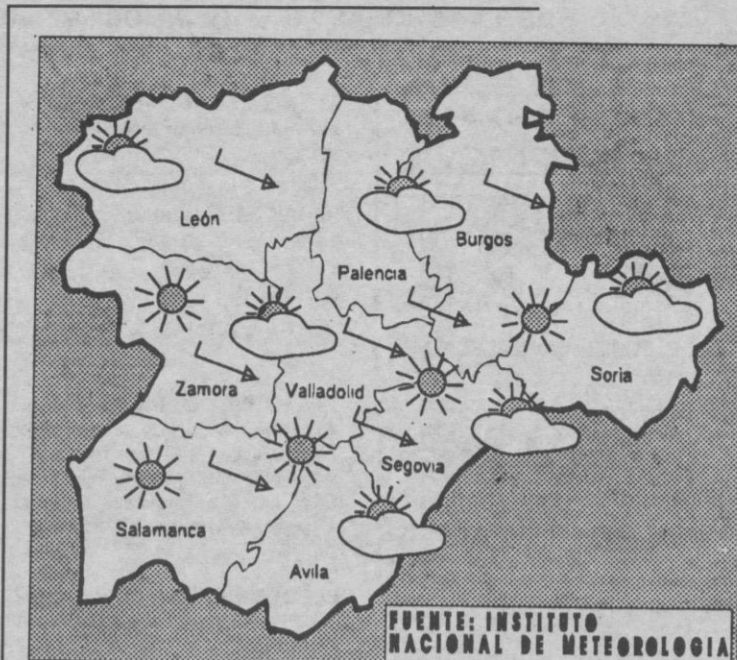 León
Burgos
Palencia
Soria
Zamora
Valladolid
Segovia
Salamanca
Avila
FUENTE: INSTITUTO
NACIONAL DE METEOROLOGIA